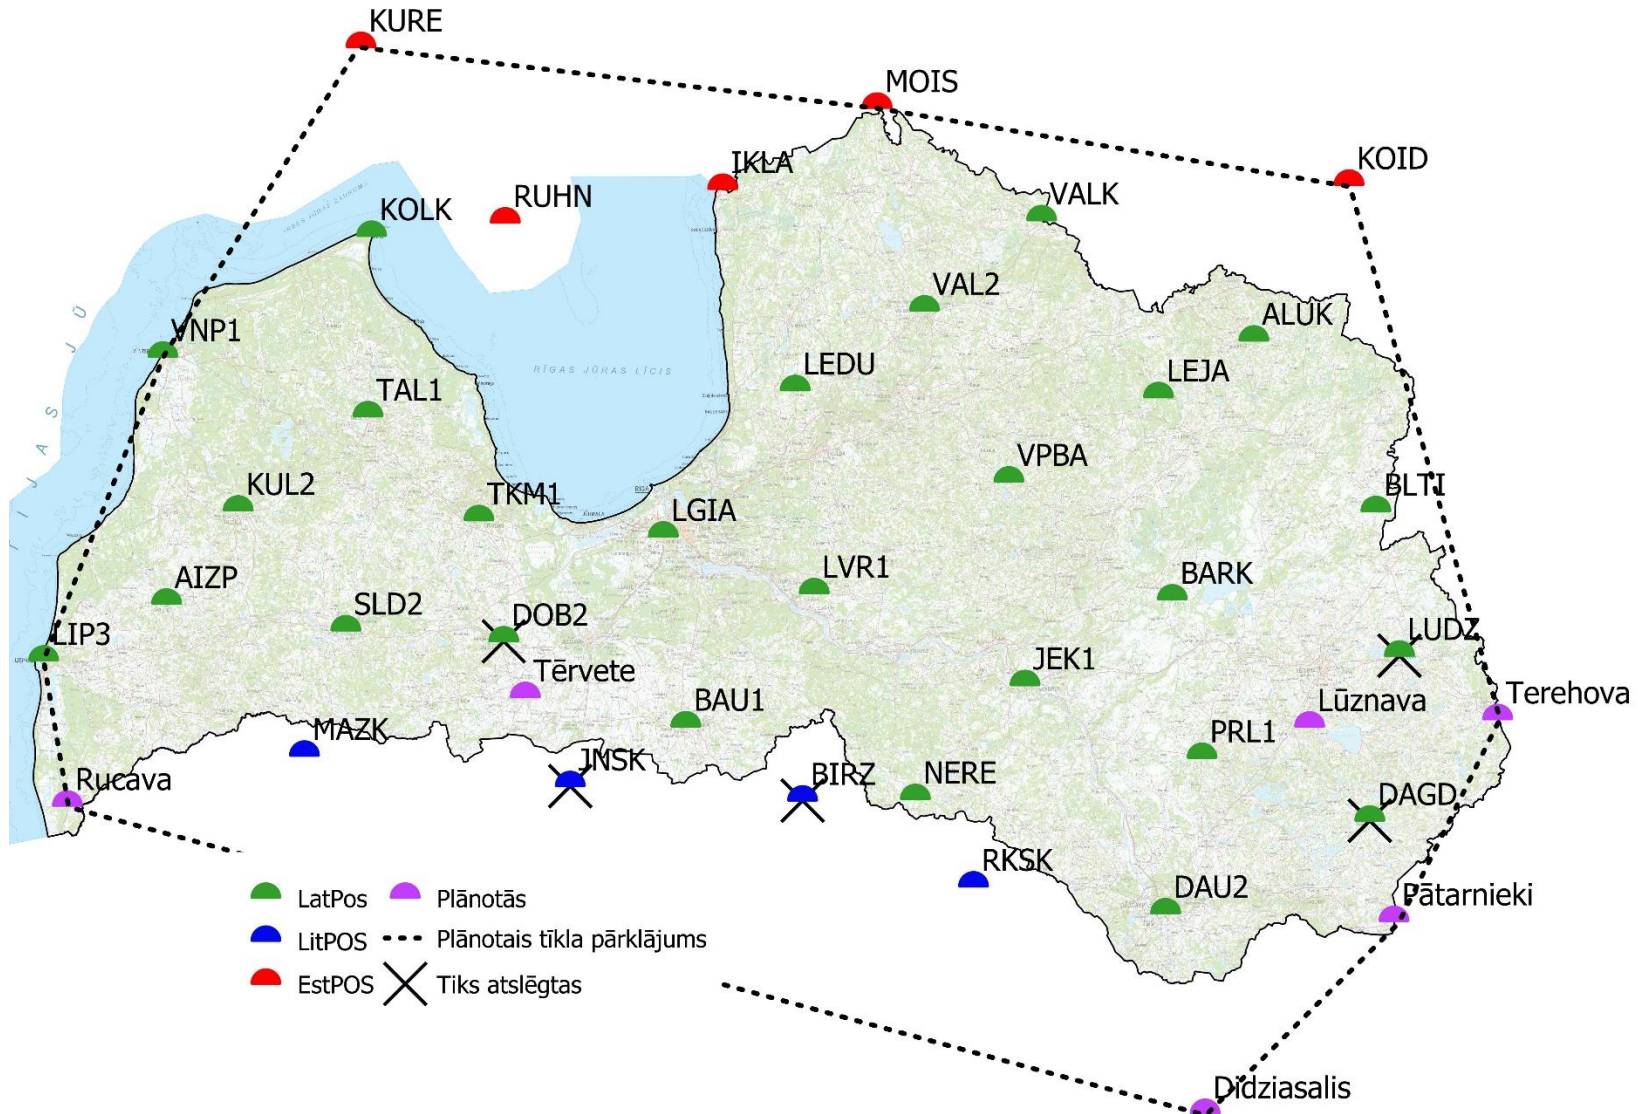 KURE
MOIS
KOID
IKLA
RUHN
KOLK
VALK
VAL2
ALUK
VNP1
LEDU
LEJA
TAL1
RĪGAS JŪRAS LĪCIS
VPBA
KUL2
TKM1
BLTI
LGIA
AIZP
LVR1
BARK
SLD2
DOB2
LIP3
LUDZ
JEK1
Tērvete
BAU1
Lūznava
Terehova
PRL1
MAZK
JNSK
BIRZ
NERE
Rucava
DAGD
RKSK
DAU2
Pātarnieki
LatPos
Plānotās
LitPOS
Plānotais tīkla pārklājums
EstPOS
Tiks atslēgtas
Didziasalis